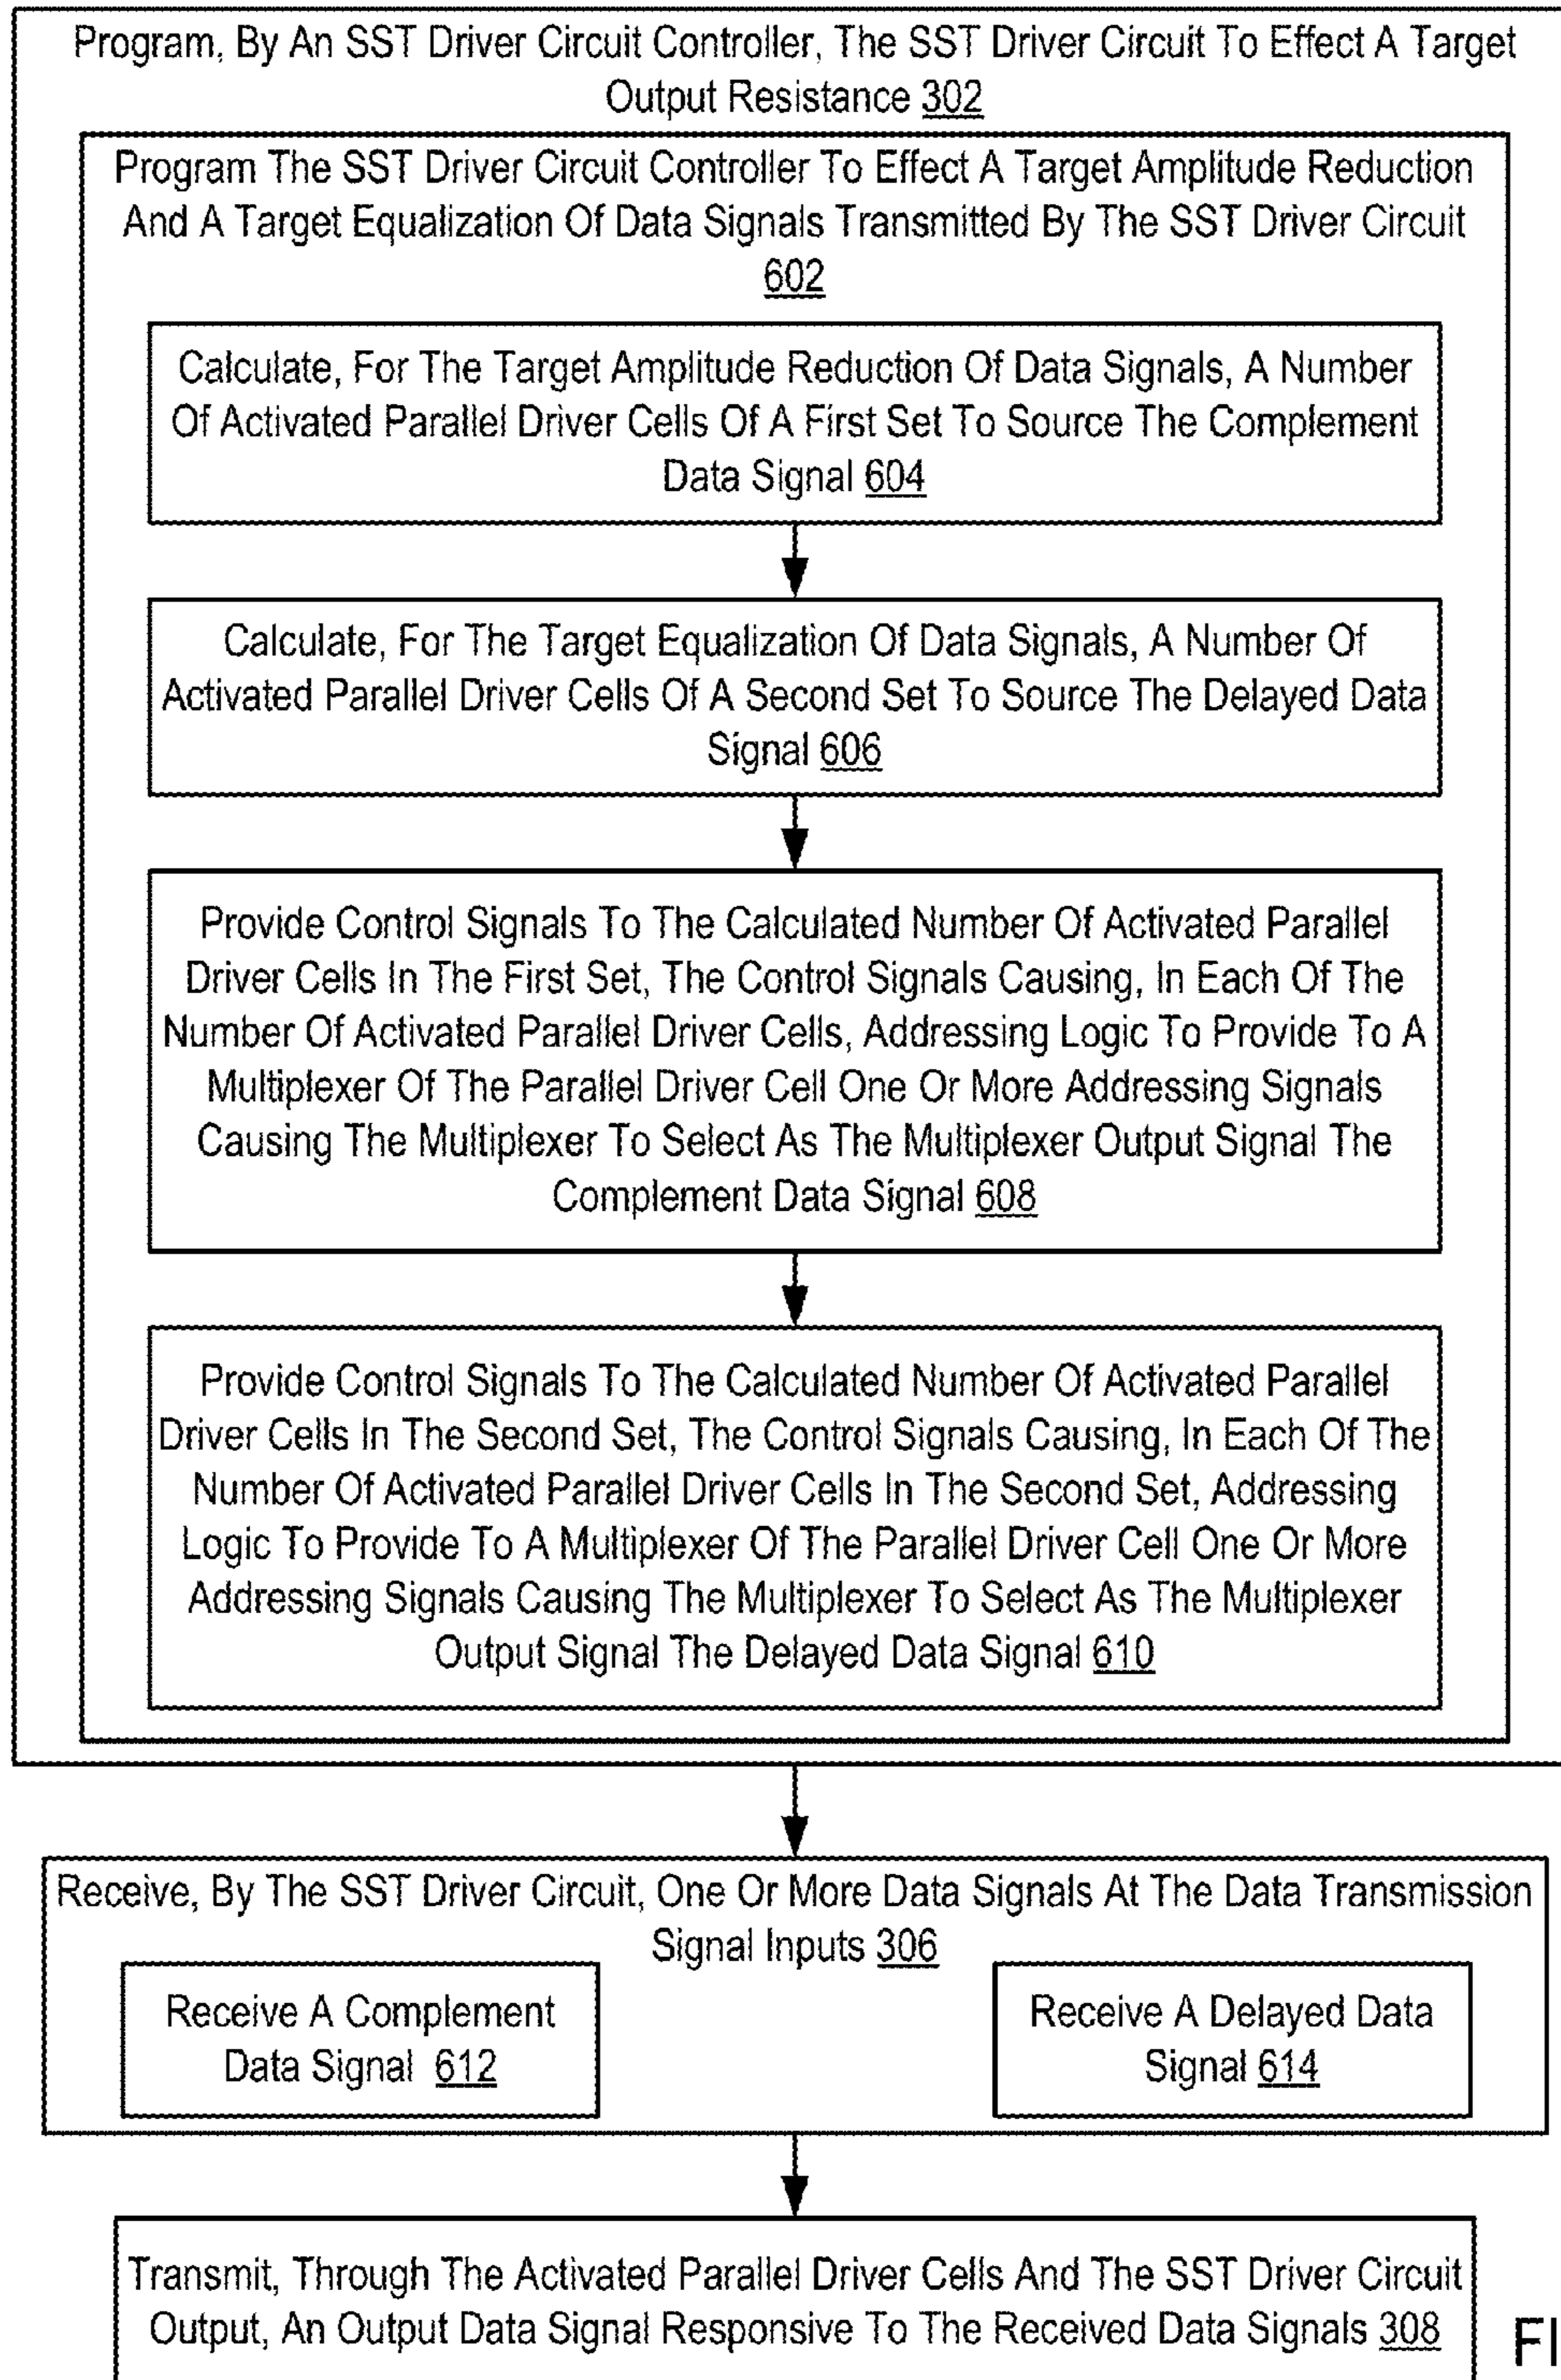 Program, By An SST Driver Circuit Controller, The SST Driver Circuit To Effect A Target
Output Resistance 302
Program The SST Driver Circuit Controller To Effect A Target Amplitude Reduction
And A Target Equalization Of Data Signals Transmitted By The SST Driver Circuit
602
Calculate, For The Target Amplitude Reduction Of Data Signals, A Number
Of Activated Parallel Driver Cells Of A First Set To Source The Complement
Data Signal 604
Calculate, For The Target Equalization Of Data Signals, A Number Of
Activated Parallel Driver Cells Of A Second Set To Source The Delayed Data
Signal 606
Provide Control Signals To The Calculated Number Of Activated Parallel
Driver Cells In The First Set, The Control Signals Causing, In Each Of The
Number Of Activated Parallel Driver Cells, Addressing Logic To Provide To A
Multiplexer Of The Parallel Driver Cell One Or More Addressing Signals
Causing The Multiplexer To Select As The Multiplexer Output Signal The
Complement Data Signal 608
Provide Control Signals To The Calculated Number Of Activated Parallel
Driver Cells In The Second Set, The Control Signals Causing, In Each Of The
Number Of Activated Parallel Driver Cells In The Second Set, Addressing
Logic To Provide To A Multiplexer Of The Parallel Driver Cell One Or More
Addressing Signals Causing The Multiplexer To Select As The Multiplexer
Output Signal The Delayed Data Signal 610
Receive, By The SST Driver Circuit, One Or More Data Signals At The Data Transmission
Signal Inputs 306
Receive A Complement
Data Signal 612
Receive A Delayed Data
Signal 614
Transmit, Through The Activated Parallel Driver Cells And The SST Driver Circuit
Output, An Output Data Signal Responsive To The Received Data Signals 308